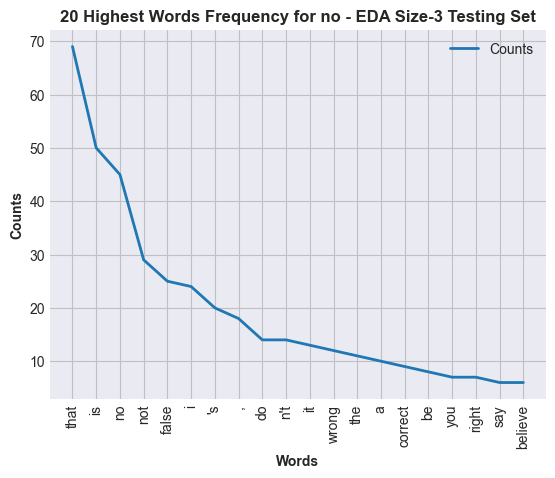 20 Highest Words Frequency for no - EDA Size-3 Testing Set
Counts
70
60
50
40
30
20
10
Counts
that
is
no
not
false
i
's
,
do
n't
it
wrong
the
a
correct
be
you
right
say
believe
Words